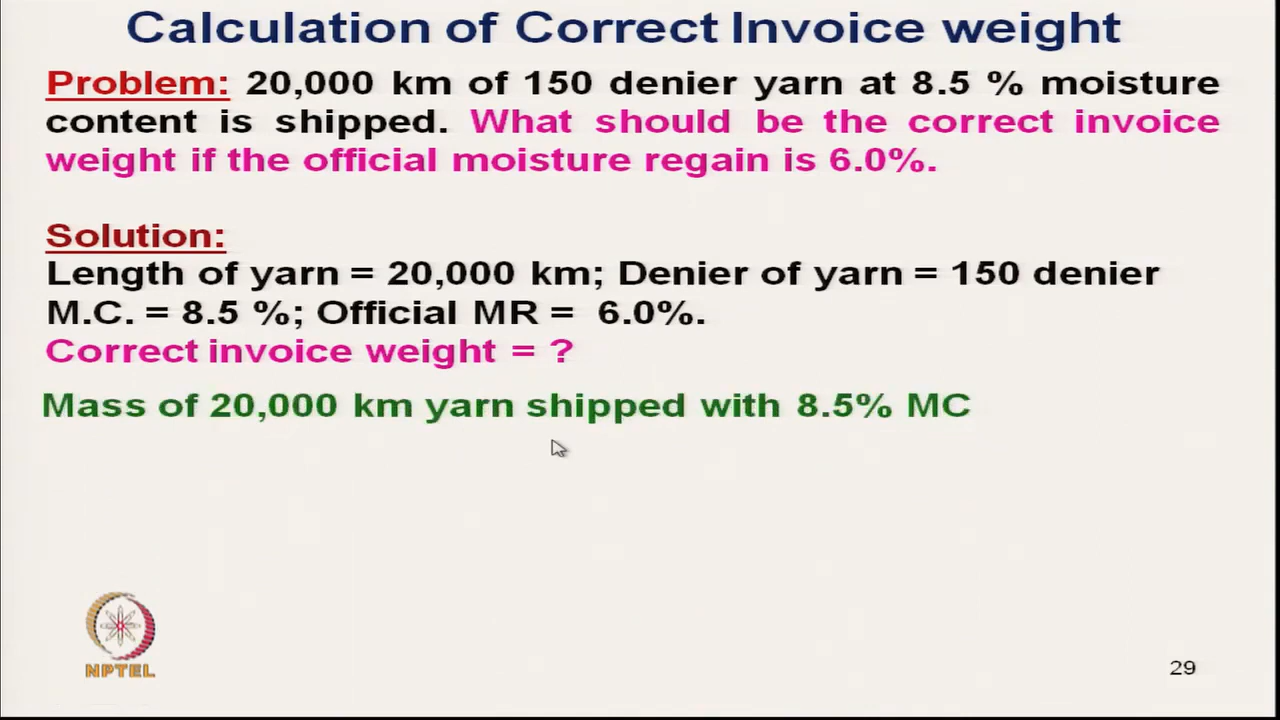 Calculation of Correct Invoice weight
Problem: 20,000 km of 150 denier yarn at 8.5 % moisture
content is shipped. What should be the correct invoice
weight if the official moisture regain is 6.0%.
Solution:
Length of yarn = 20,000 km; Denier of yarn = 150 denier
M.C. = 8.5 %; Official MR = 6.0%.
Correct invoice weight = ?
Mass of 20,000 km yarn shipped with 8.5% MC
NPTEL
29